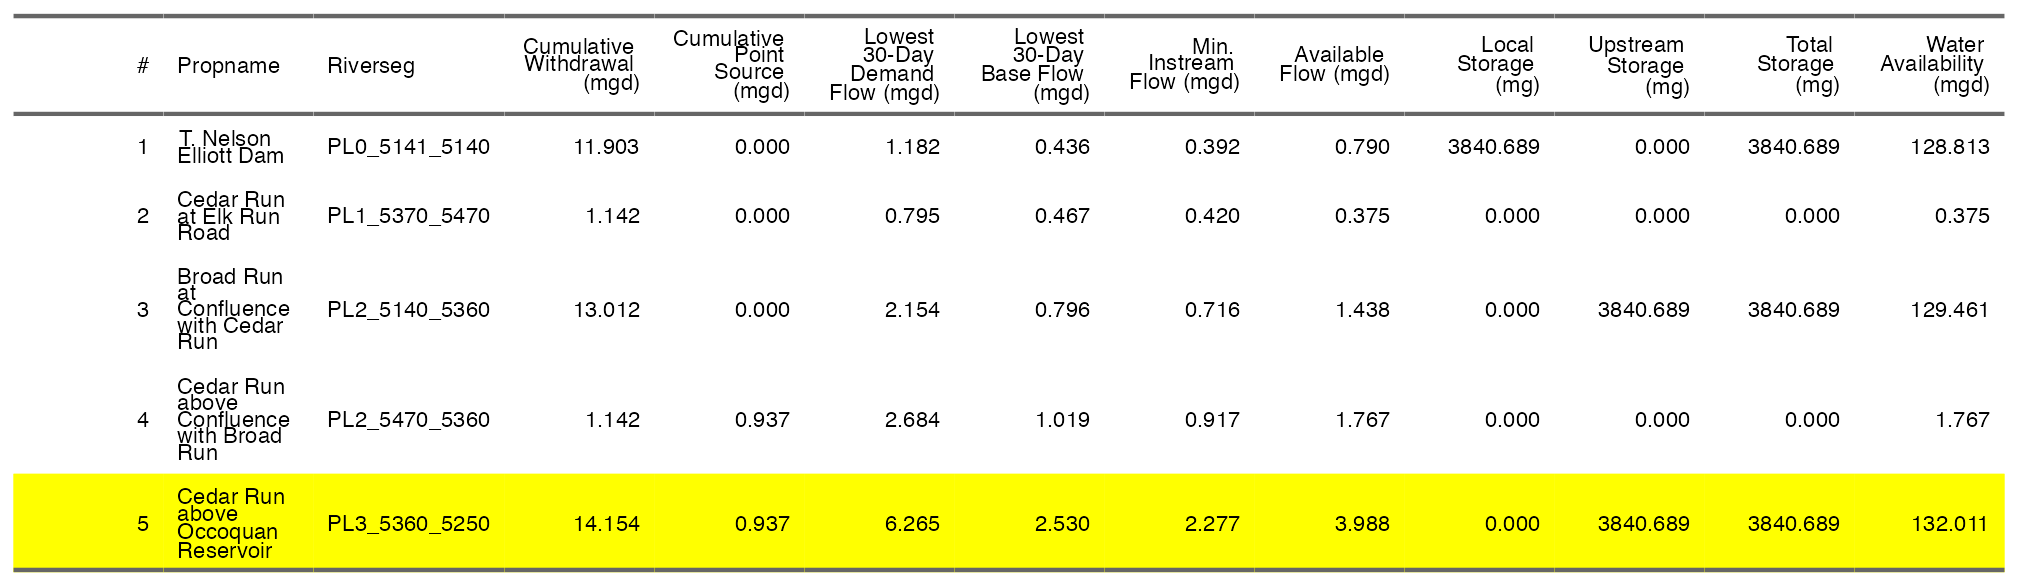 # Propname Riverseg Cumulative Withdrawal (mgd) Cumulative Point Source (mgd) Lowest 30-Day Demand Flow (mgd) Lowest 30-Day Base Flow (mgd) Min. Instream Flow (mgd) Available Flow (mgd) Local Storage (mg) Upstream Storage (mg) Total Storage (mg) Water Availability (mgd)
1 T. Nelson Elliott Dam PL0_5141_5140 11.903 0.000 1.182 0.436 0.392 0.790 3840.689 0.000 3840.689 128.813
2 Cedar Run at Elk Run Road PL1_5370_5470 1.142 0.000 0.795 0.467 0.420 0.375 0.000 0.000 0.000 0.375
3 Broad Run at Confluence with Cedar Run PL2_5140_5360 13.012 0.000 2.154 0.796 0.716 1.438 0.000 3840.689 3840.689 129.461
4 Cedar Run above Confluence with Broad Run PL2_5470_5360 1.142 0.937 2.684 1.019 0.917 1.767 0.000 0.000 0.000 1.767
5 Cedar Run above Occoquan Reservoir PL3_5360_5250 14.154 0.937 6.265 2.530 2.277 3.988 0.000 3840.689 3840.689 132.011